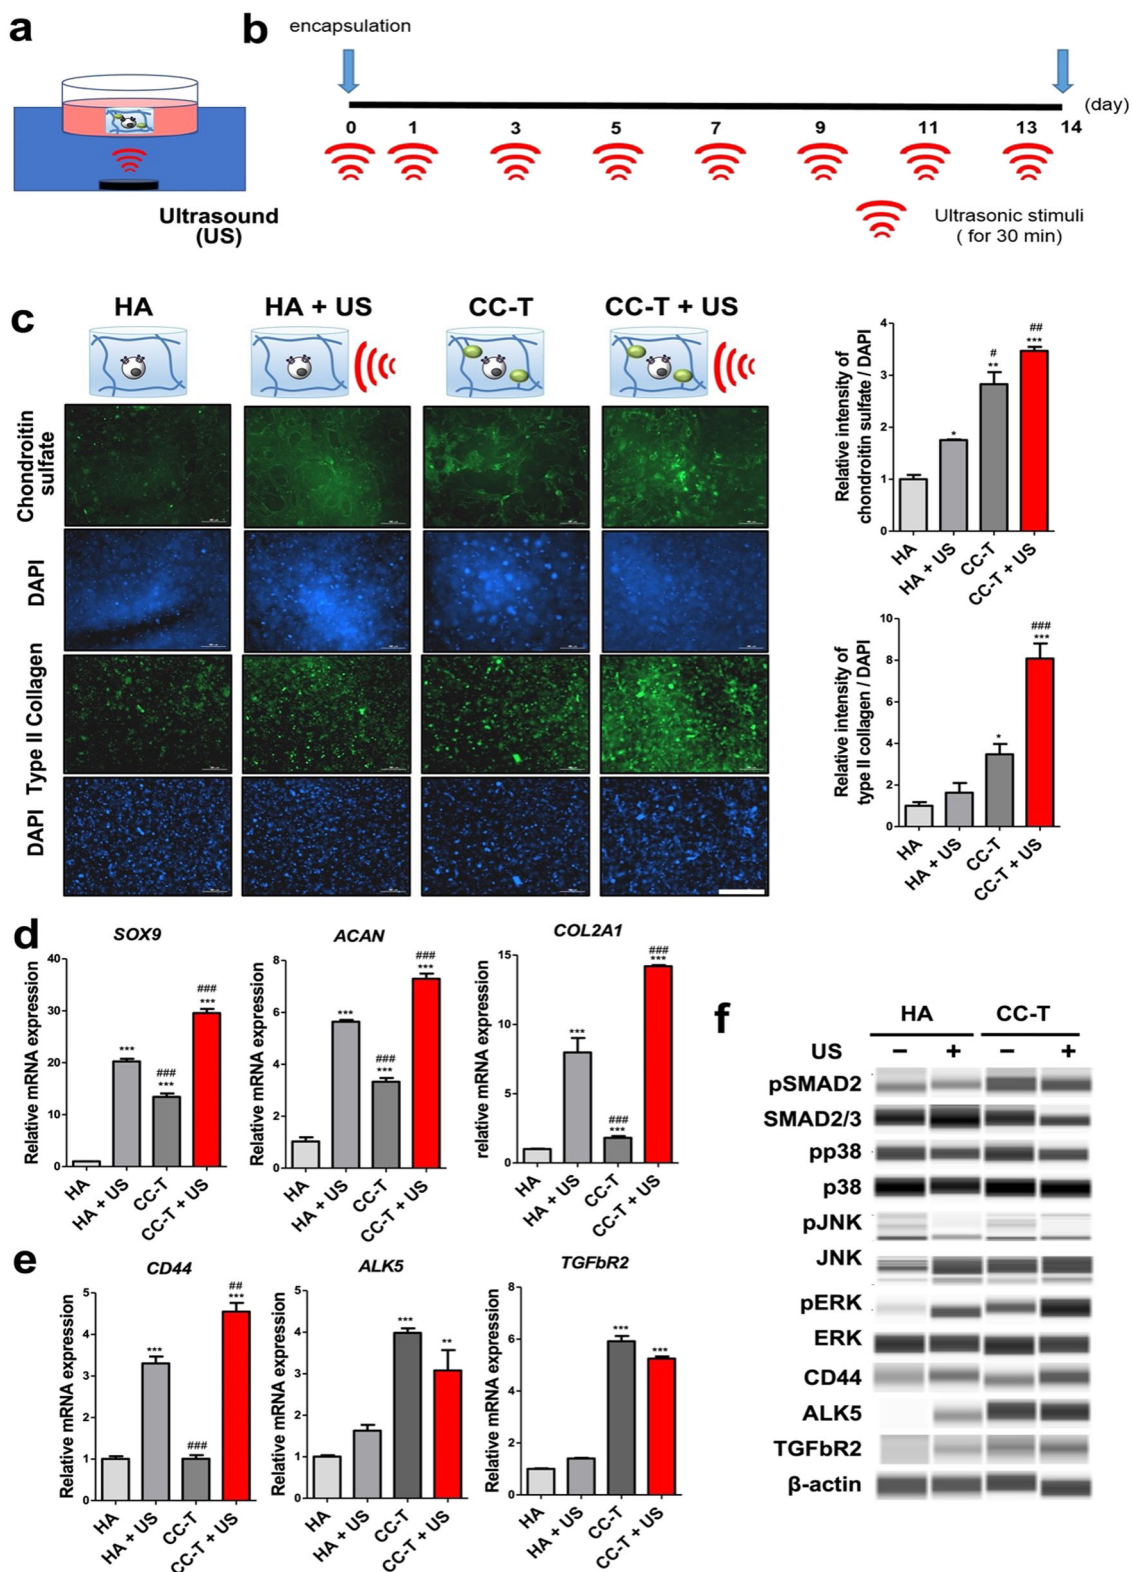 a
b
encapsulation
(day)
0 1 3 5 7 9 11 13 14
Ultrasound
(US)
Ultrasonic stimuli
( for 30 min)
c
HA HA + US CC-T CC-T + US
Chondroitin
sulfate
DAPI
Type II Collagen
DAPI
Relative intensity of
chondroitin sulfate / DAPI
4
3
2
1
0
*
#
**
##
***
HA HA + US CC-T CC-T + US
Relative intensity of
type II collagen / DAPI
10
8
6
4
2
0
*
###
***
HA HA + US CC-T CC-T + US
d
SOX9
Relative mRNA expression
40
30
20
10
0
***
###
***
###
***
HA HA + US CC-T CC-T + US
ACAN
Relative mRNA expression
8
6
4
2
0
***
###
***
###
***
HA HA + US CC-T CC-T + US
COL2A1
relative mRNA expression
15
10
5
0
***
###
***
###
***
HA HA + US CC-T CC-T + US
e
CD44
Relative mRNA expression
5
4
3
2
1
0
***
###
##
***
HA HA + US CC-T CC-T + US
ALK5
Relative mRNA expression
5
4
3
2
1
0
***
**
HA HA + US CC-T CC-T + US
TGFbR2
Relative mRNA expression
8
6
4
2
0
***
***
HA HA + US CC-T CC-T + US
f
HA CC-T
US − + − +
pSMAD2
SMAD2/3
pp38
p38
pJNK
JNK
pERK
ERK
CD44
ALK5
TGFbR2
β-actin